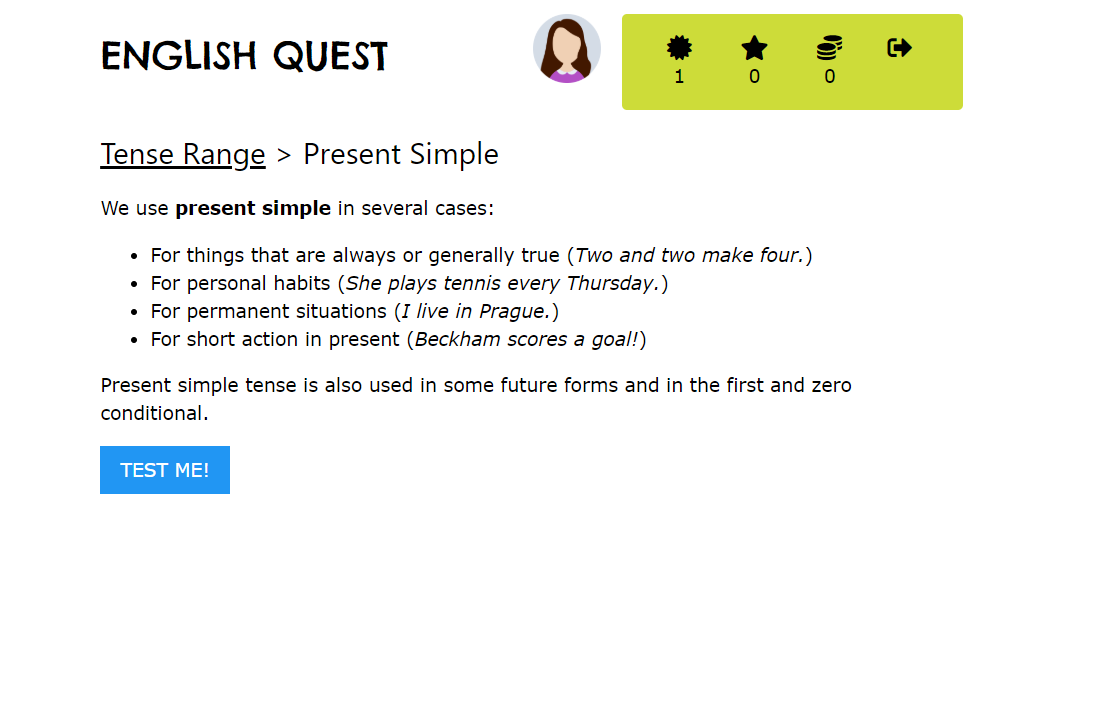 ENGLISH QUEST
1 0 0
Tense Range > Present Simple
We use present simple in several cases:
• For things that are always or generally true (Two and two make four.)
• For personal habits (She plays tennis every Thursday.)
• For permanent situations (I live in Prague.)
• For short action in present (Beckham scores a goal!)
Present simple tense is also used in some future forms and in the first and zero
conditional.
TEST ME!